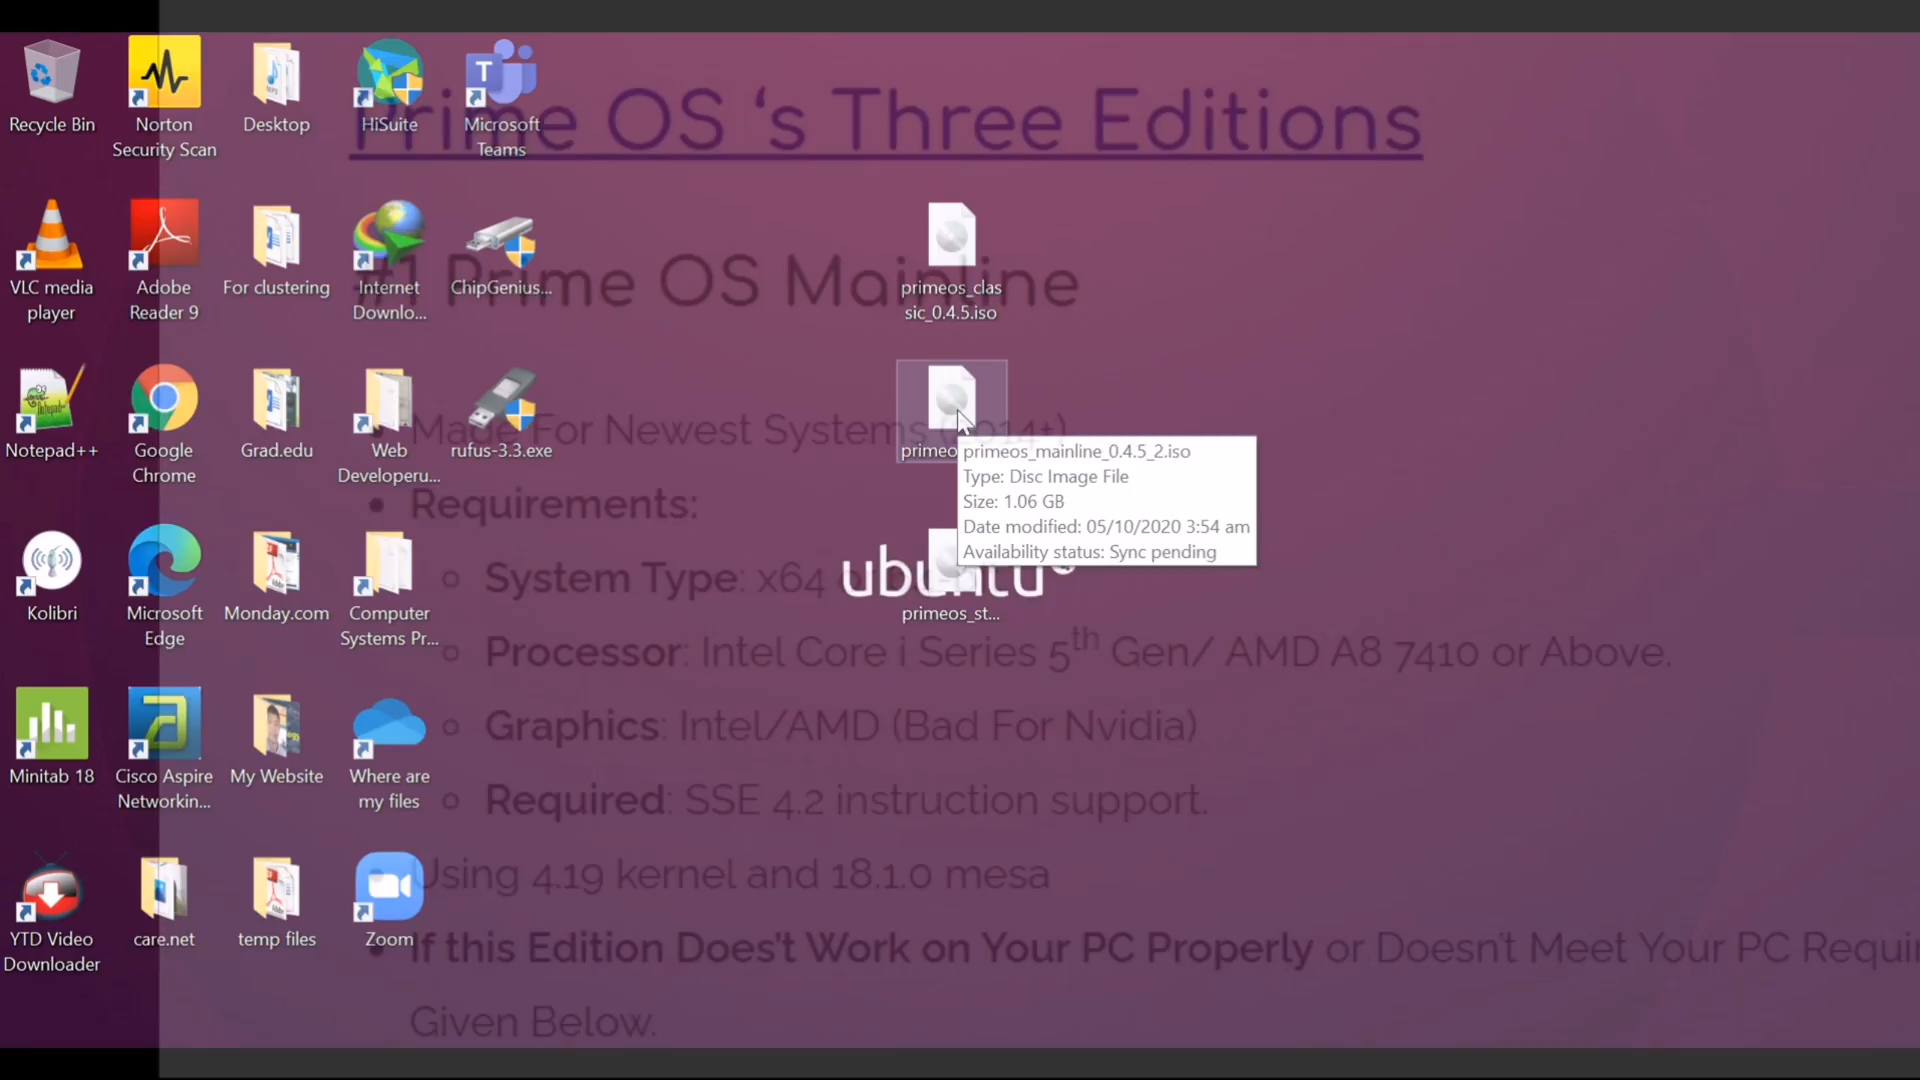 Recycle Bin
Norton
Security Scan
Desktop
HiSuite
Microsoft
Teams
Prime OS ‘s Three Editions
VLC media
player
Adobe
Reader 9
For clustering
Internet
Downlo...
ChipGenius...
primeos_clas
sic_0.4.5.iso
#1 Prime OS Mainline
Notepad++
Google
Chrome
Grad.edu
Web
Developeru...
rufus-3.3.exe
primeo
Made For Newest Systems (2014+)
primeos_mainline_0.4.5_2.iso
Type: Disc Image File
Size: 1.06 GB
Date modified: 05/10/2020 3:54 am
Availability status: Sync pending
Requirements:
Kolibri
Microsoft
Edge
Monday.com
Computer
Systems Pr...
primeos_st...
ubuntu
System Type: x64
Processor: Intel Core i Series 5th Gen/ AMD A8 7410 or Above.
Graphics: Intel/AMD (Bad For Nvidia)
Minitab 18
Cisco Aspire
Networkin...
My Website
Where are
my files
Required: SSE 4.2 instruction support.
Using 4.19 kernel and 18.1.0 mesa
YTD Video
Downloader
care.net
temp files
Zoom
If this Edition Does't Work on Your PC Properly or Doesn't Meet Your PC
Given Below.